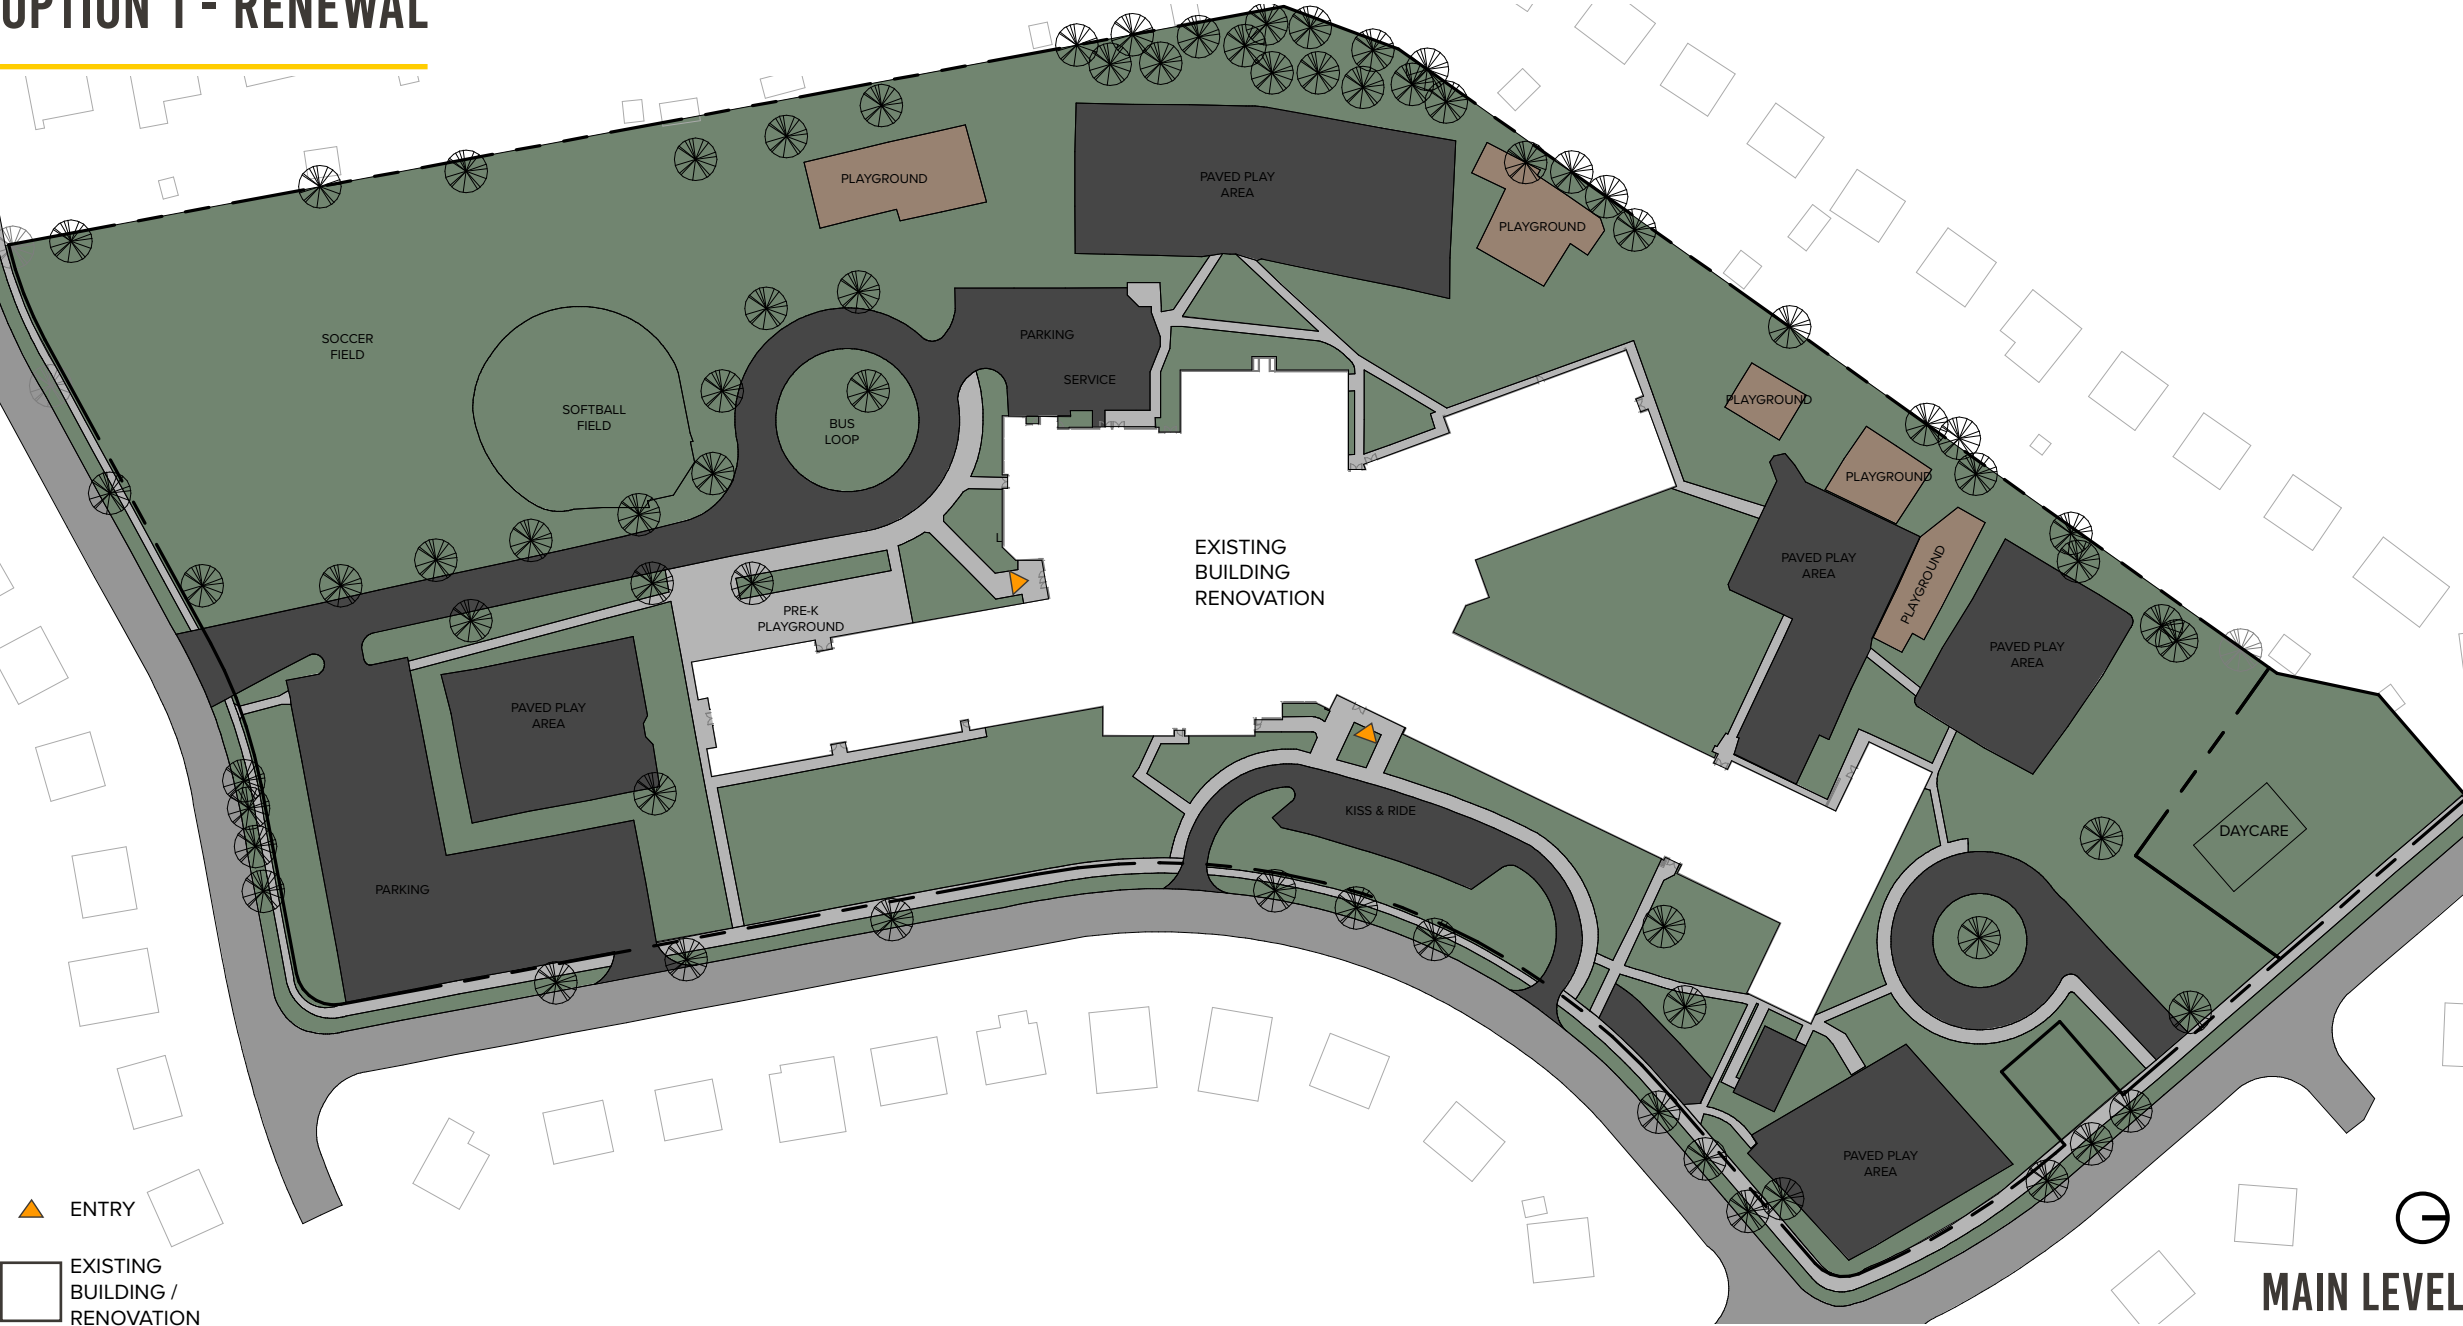 OPTION 1 - RENEWAL
PLAYGROUND
PAVED PLAY
AREA
PLAYGROUND
SOCCER
FIELD
PARKING
SERVICE
SOFTBALL
FIELD
BUS
LOOP
PLAYGROUND
PLAYGROUND
EXISTING
BUILDING
RENOVATION
PAVED PLAY
AREA
PLAYGROUND
PRE-K
PLAYGROUND
PAVED PLAY
AREA
PAVED PLAY
AREA
KISS & RIDE
DAYCARE
PARKING
PAVED PLAY
AREA
ENTRY
EXISTING
BUILDING /
RENOVATION
MAIN LEVEL